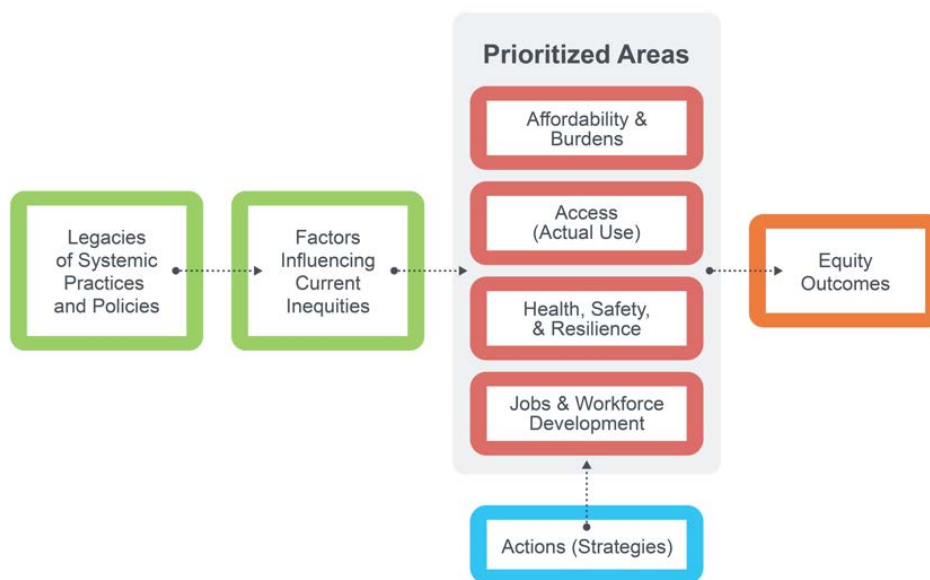 Prioritized Areas
Affordability &
Burdens
Access
(Actual Use)
Health, Safety,
& Resilience
Jobs & Workforce
Development
Legacies
of Systemic
Practices
and Policies
Factors
Influencing
Current
Inequities
Equity
Outcomes
Actions (Strategies)